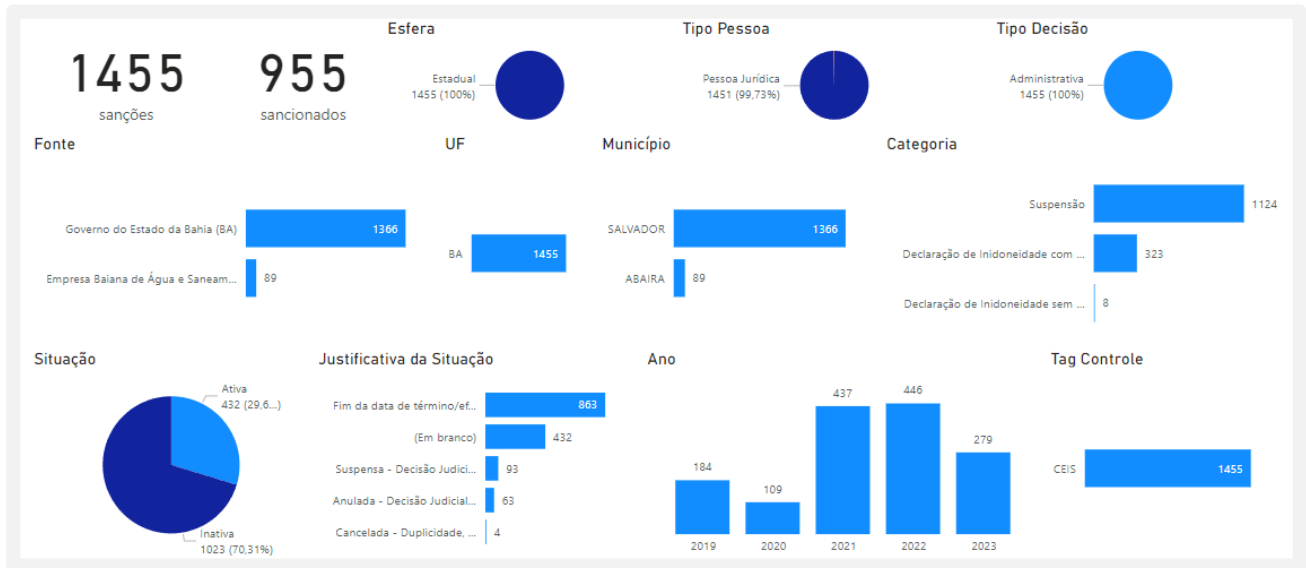 1455
sanções
955
sancionados
Esfera
Estadual
1455 (100%)
Tipo Pessoa
Pessoa Jurídica
1451 (99,73%)
Tipo Decisão
Administrativa
1455 (100%)
Fonte
Governo do Estado da Bahia (BA)
1366
Empresa Baiana de Água e Saneam...
89
UF
BA
1455
Município
SALVADOR
1366
ABAIRA
89
Categoria
Suspensão
1124
Declaração de Inidoneidade com ...
323
Declaração de Inidoneidade sem ...
8
Situação
Ativa
432 (29,6...)
Inativa
1023 (70,31%)
Justificativa da Situação
Fim da data de término/ef...
863
(Em branco)
432
Suspensa - Decisão Judici...
93
Anulada - Decisão Judicial...
63
Cancelada - Duplicidade, ...
4
Ano
184
109
437
446
279
2019
2020
2021
2022
2023
Tag Controle
CEIS
1455